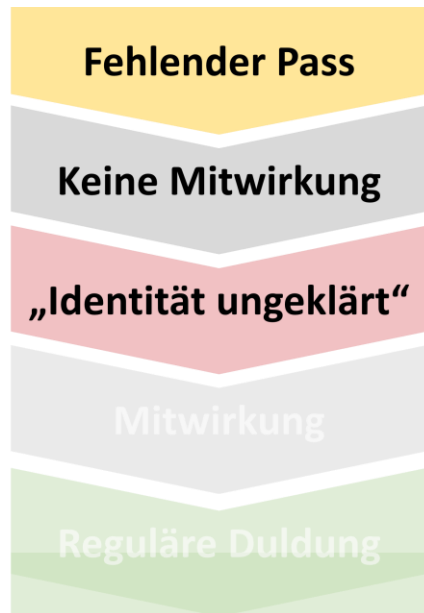 Fehlender Pass
Keine Mitwirkung
„Identität ungeklärt“
Mitwirkung
Reguläre Duldung